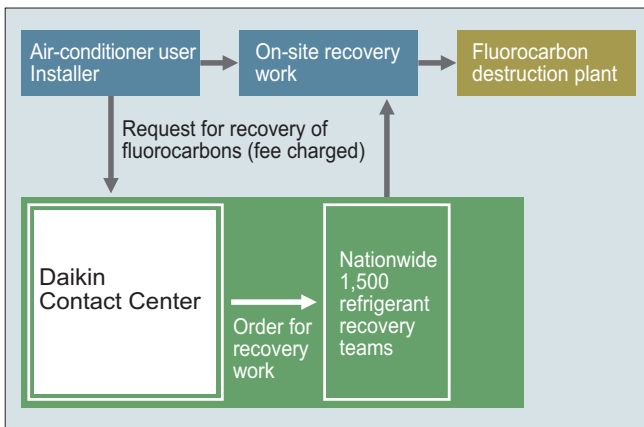 Air-conditioner user
Installer
On-site recovery
work
Fluorocarbon
destruction plant
Request for recovery of
fluorocarbons (fee charged)
Daikin
Contact Center
Order for
recovery
work
Nationwide
1,500
refrigerant
recovery
teams